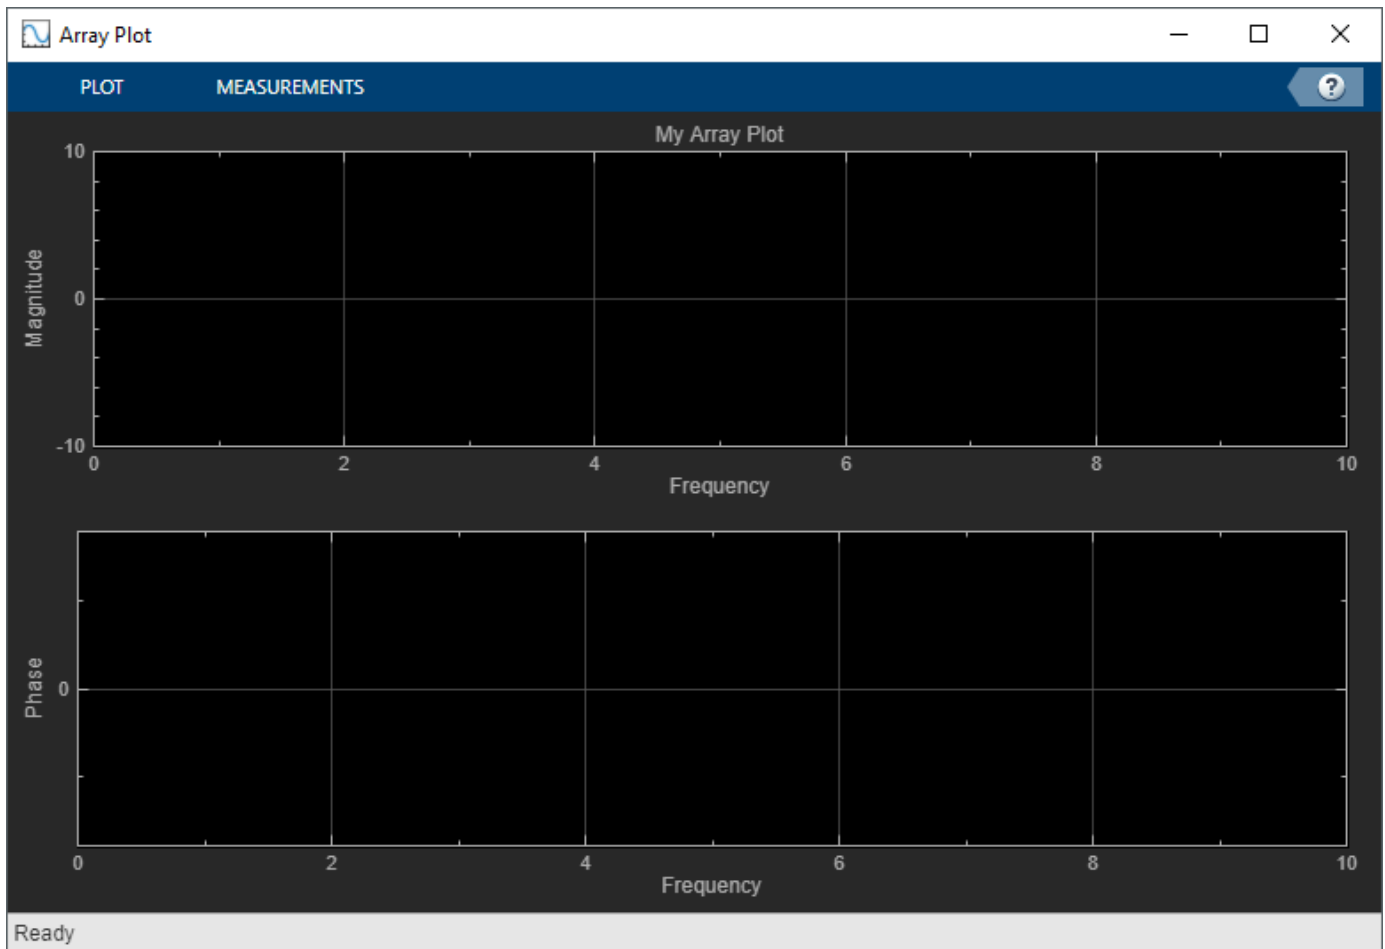 Array Plot
PLOT MEASUREMENTS ?
My Array Plot
10
Magnitude
0
-10
0 2 4 6 8 10
Frequency
Phase
0
0 2 4 6 8 10
Frequency
Ready